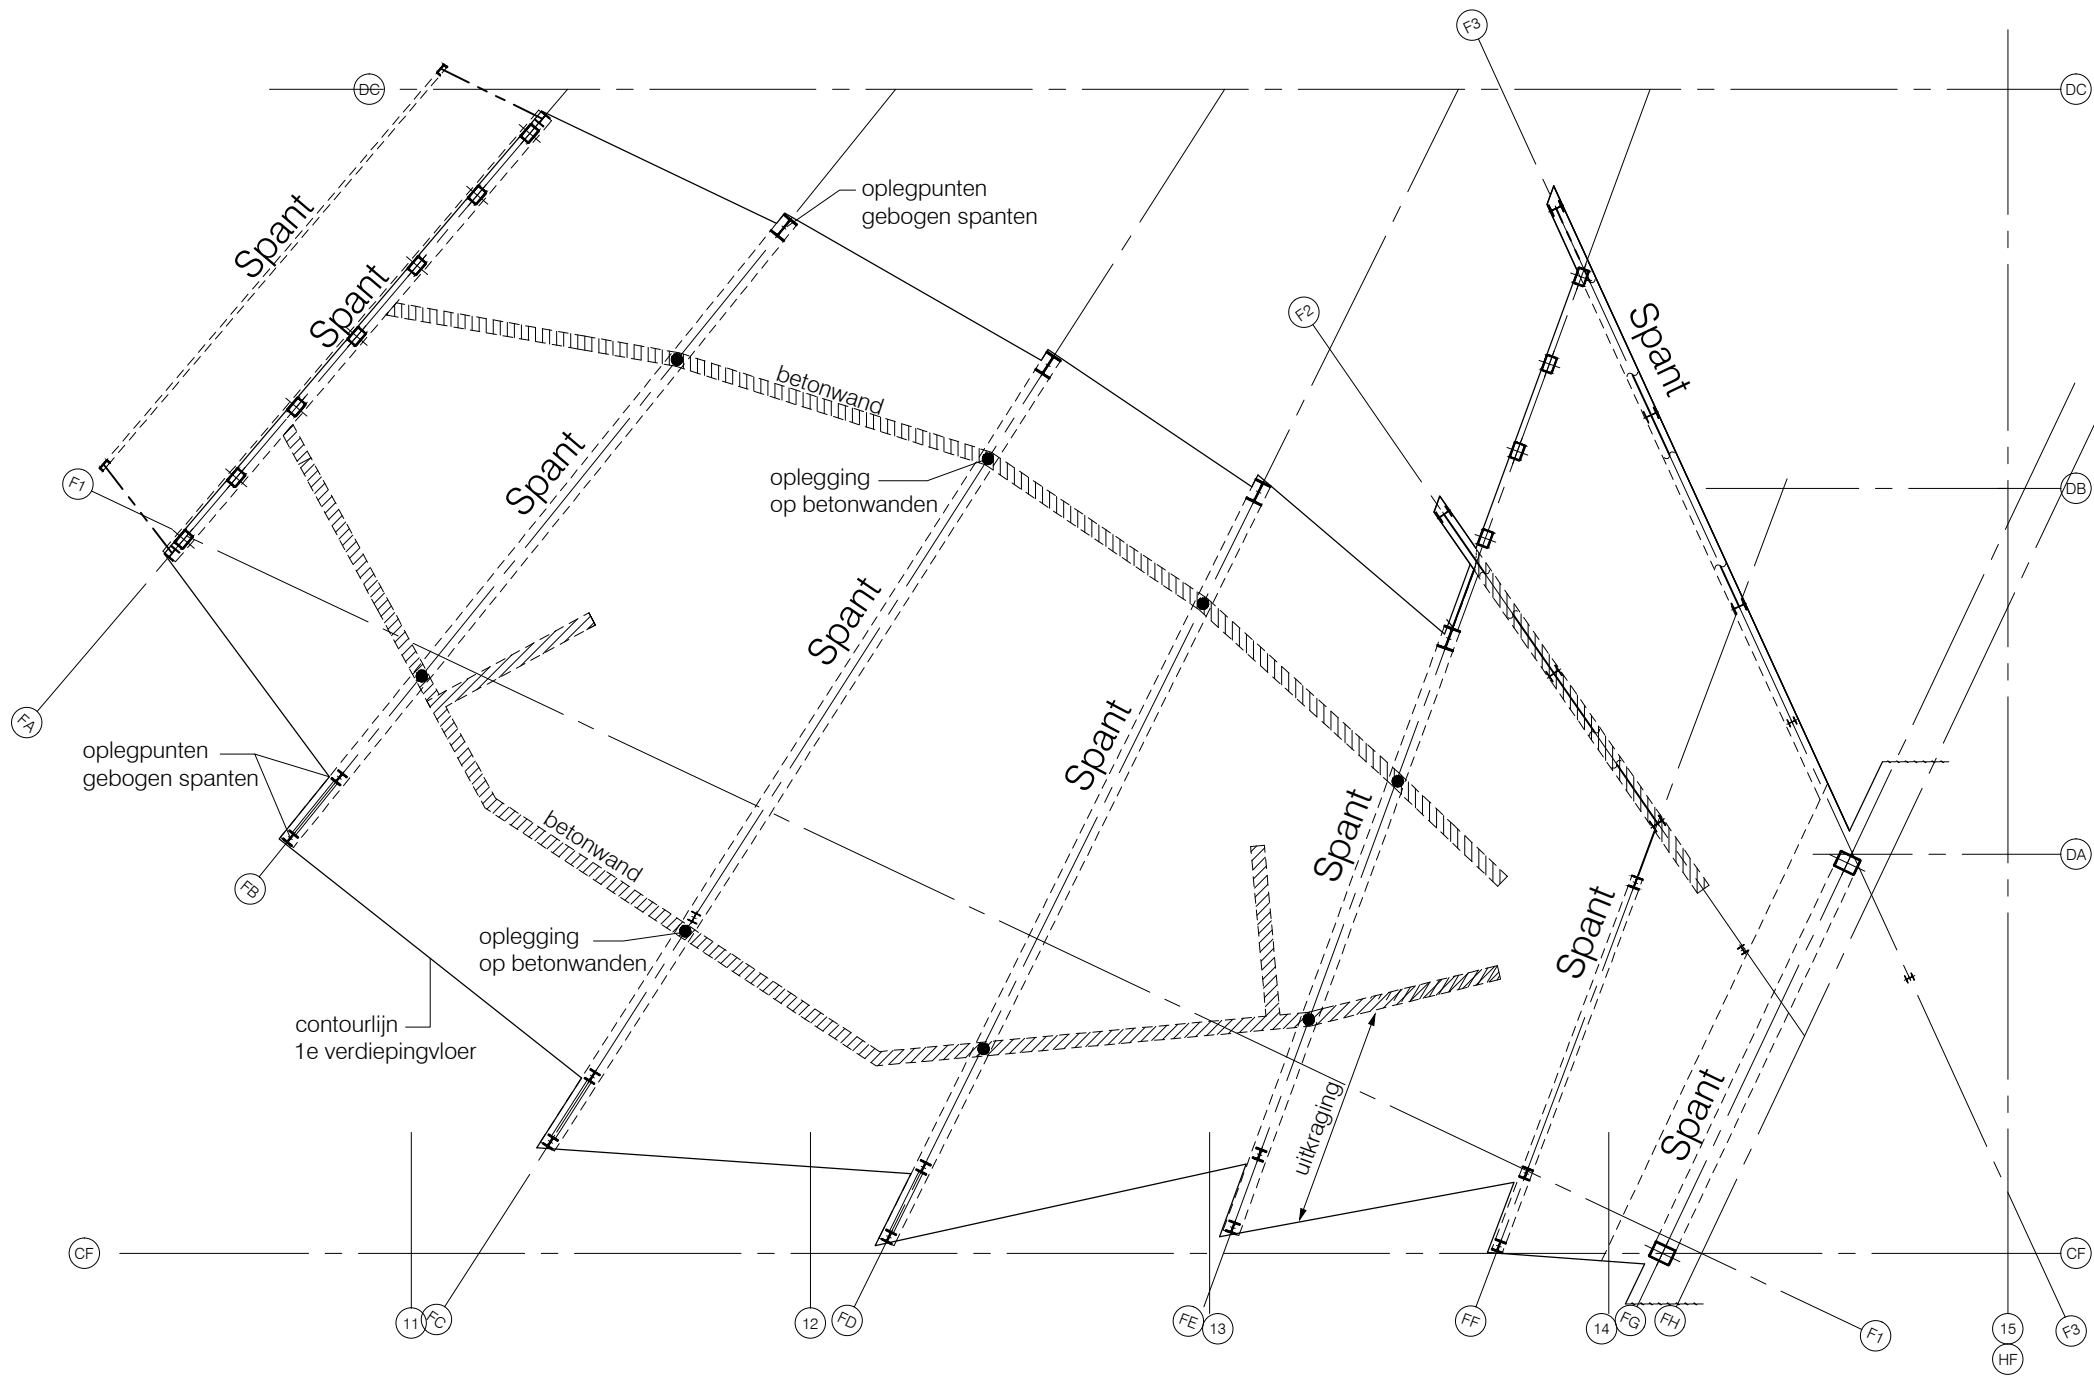 F3
DC
DC
oplegpunten
gebogen spanten
Spant
Spant
F2
Spant
betonwand
Spant
F1
oplegging
op betonwanden
DB
Spant
FA
Spant
oplegpunten
gebogen spanten
Spant
betonwand
DA
FB
Spant
oplegging
op betonwanden
contourlijn
1e verdiepingvloer
uitkraging
Spant
CF
CF
11
FC
12
FD
FE
13
FF
14
FG
FH
F1
15
F3
HF